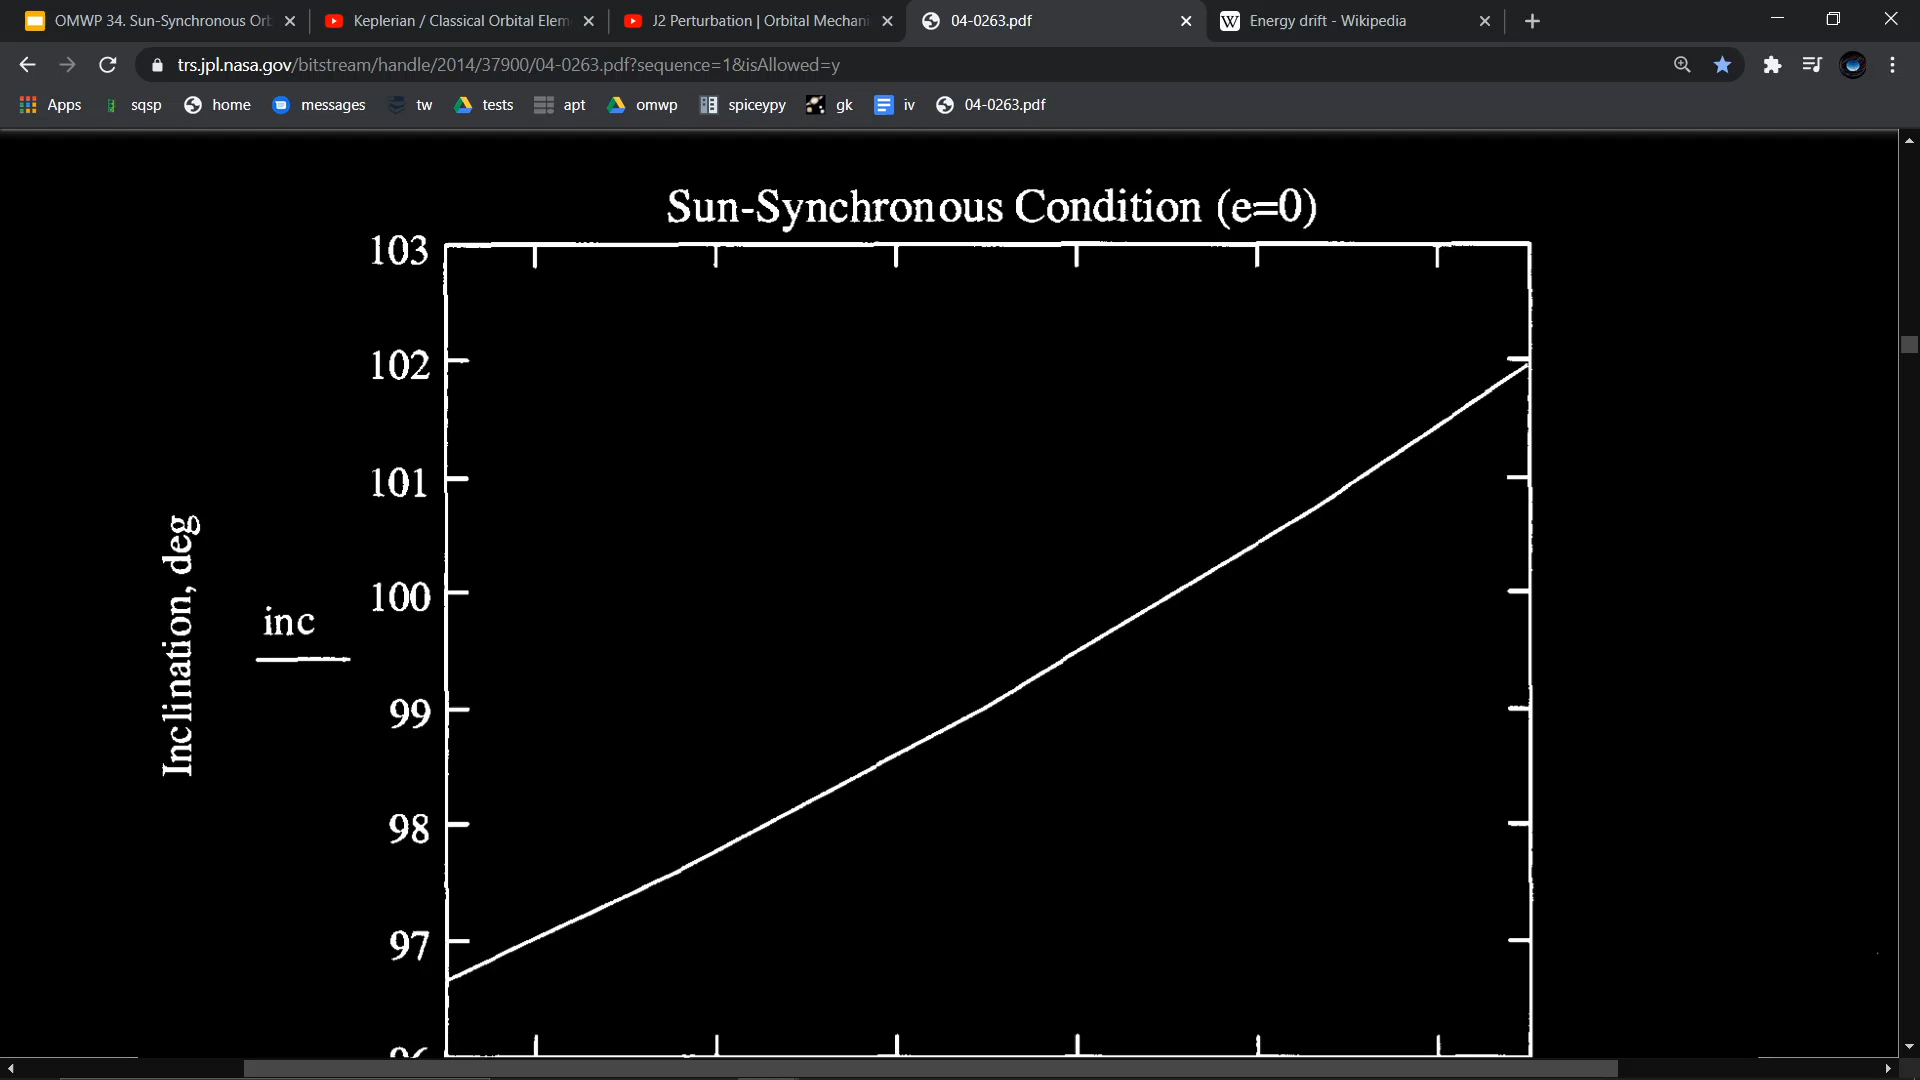 OMWP 34. Sun-Synchronous Or
Keplerian / Classical Orbital Elem
J2 Perturbation | Orbital Mechani
04-0263.pdf
Energy drift - Wikipedia
trs.jpl.nasa.gov/bitstream/handle/2014/37900/04-0263.pdf?sequence=1&isAllowed=y
Apps
sqsp
home
messages
tw
tests
apt
omwp
spiceypy
gk
iv
04-0263.pdf
Sun-Synchronous Condition (e=0)
103
102
101
100
99
98
97
96
Inclination, deg
inc